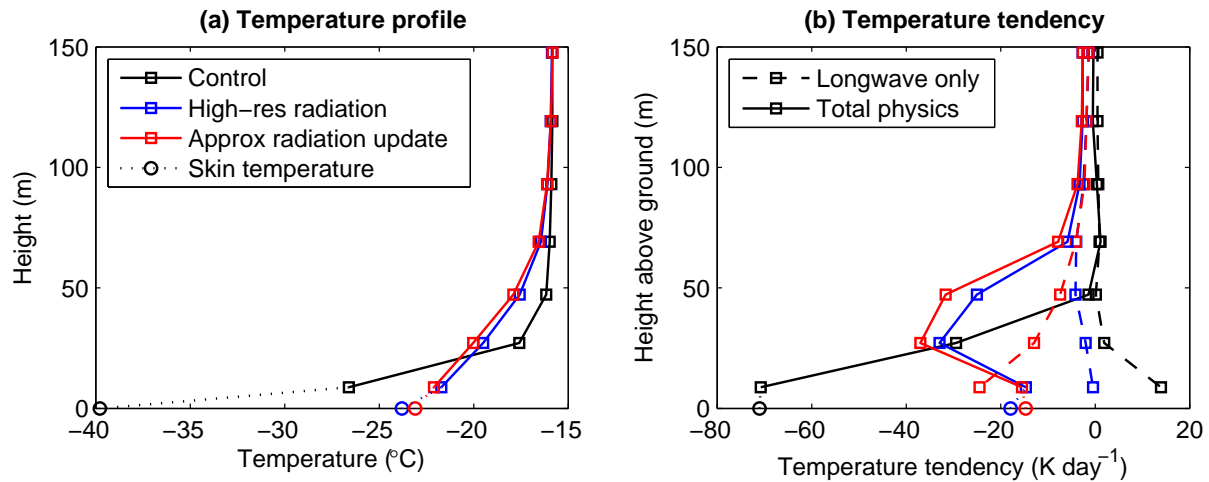 (a) Temperature profile
150
100
50
0
Height (m)
Control
High−res radiation
Approx radiation update
Skin temperature
−40 −35 −30 −25 −20 −15
Temperature (°C)
(b) Temperature tendency
150
100
50
0
Height above ground (m)
Longwave only
Total physics
−80 −60 −40 −20 0 20
Temperature tendency (K day⁻¹)